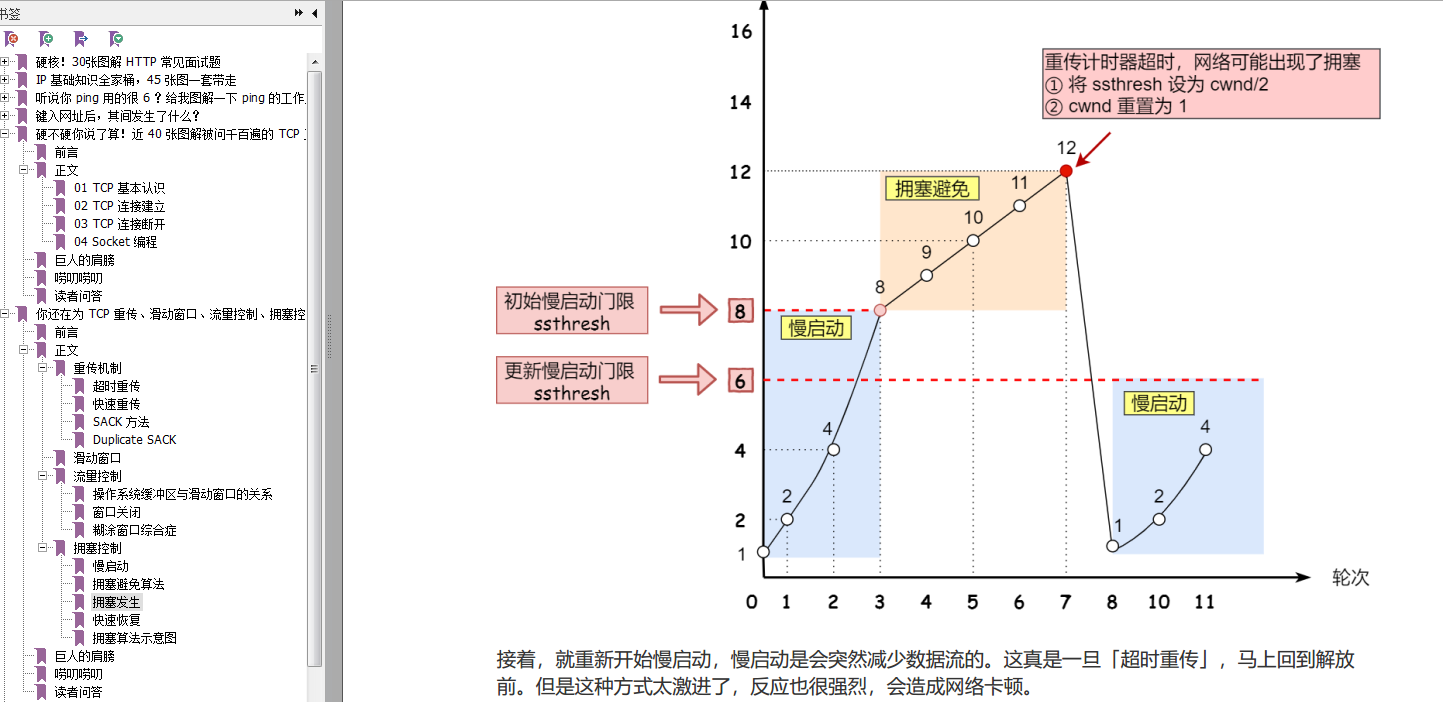 书签
硬核！30张图解 HTTP 常见面试题
IP 基础知识全家桶，45 张图一套带走
听说你 ping 用的很 6 ？给我图解一下 ping 的工作
键入网址后，其间发生了什么？
硬不硬你说了算！近 40 张图解被问千百遍的 TCP
前言
正文
01 TCP 基本认识
02 TCP 连接建立
03 TCP 连接断开
04 Socket 编程
巨人的肩膀
唠叨唠叨
读者问答
你还在为 TCP 重传、滑动窗口、流量控制、拥塞控
前言
正文
重传机制
超时重传
快速重传
SACK 方法
Duplicate SACK
滑动窗口
流量控制
操作系统缓冲区与滑动窗口的关系
窗口关闭
糊涂窗口综合症
拥塞控制
慢启动
拥塞避免算法
拥塞发生
快速恢复
拥塞算法示意图
巨人的肩膀
唠叨唠叨
读者问答
16
14
12
10
8
6
4
2
1
重传计时器超时，网络可能出现了拥塞
① 将 ssthresh 设为 cwnd/2
② cwnd 重置为 1
初始慢启动门限
ssthresh
更新慢启动门限
ssthresh
慢启动
拥塞避免
慢启动
2
4
8
9
10
11
12
1
2
4
0 1 2 3 4 5 6 7 8 10 11
轮次
接着，就重新开始慢启动，慢启动是会突然减少数据流的。这真是一旦「超时重传」，马上回到解放
前。但是这种方式太激进了，反应也很强烈，会造成网络卡顿。